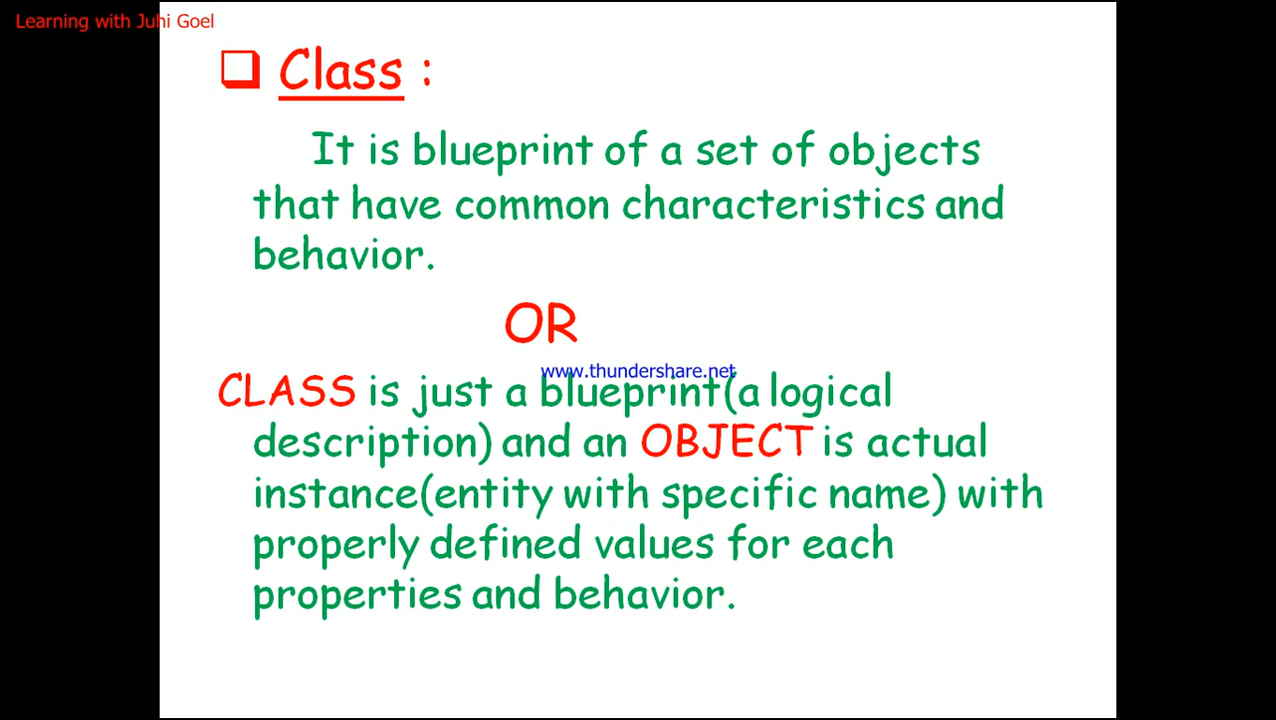 Learning with Juhi Goel
Class :
It is blueprint of a set of objects
that have common characteristics and
behavior.
OR
www.thundershare.net
CLASS is just a blueprint(a logical
description) and an OBJECT is actual
instance(entity with specific name) with
properly defined values for each
properties and behavior.